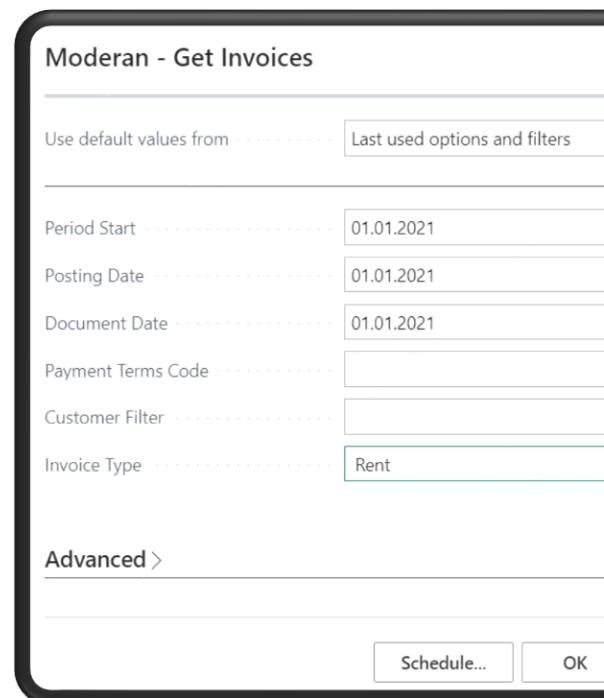 Moderan - Get Invoices
Use default values from Last used options and filters
Period Start 01.01.2021
Posting Date 01.01.2021
Document Date 01.01.2021
Payment Terms Code
Customer Filter
Invoice Type Rent
Advanced >
Schedule... OK